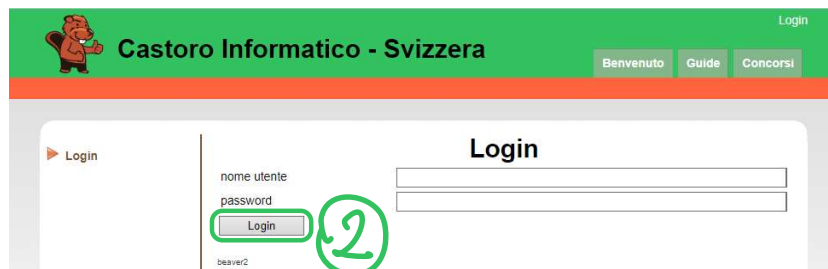 Login
Castoro Informatico - Svizzera
Benvenuto Guide Concorsi
Login
Login
nome utente
password
Login
2
beaver2